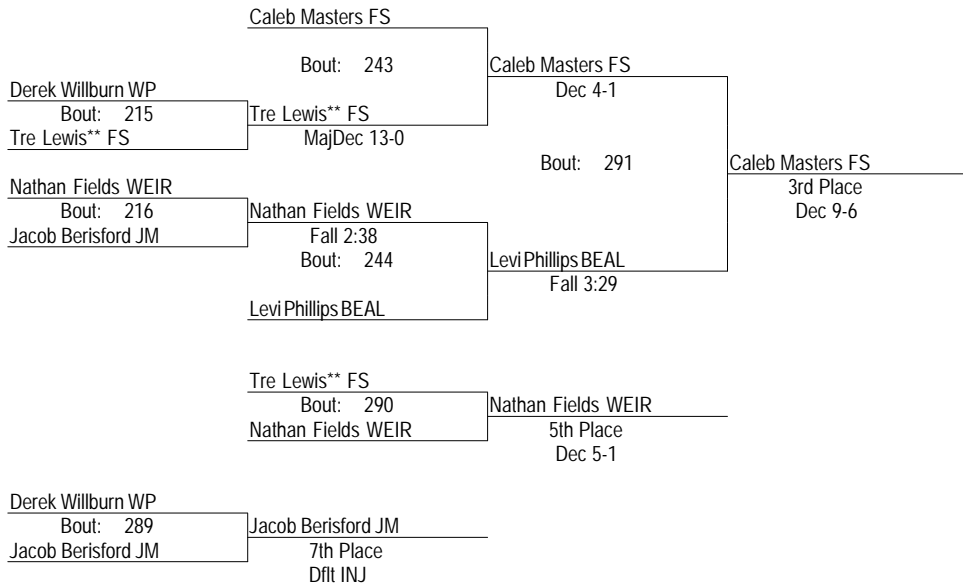 Caleb Masters FS
Bout: 243
Caleb Masters FS
Dec 4-1
Derek Willburn WP
Bout: 215
Tre Lewis** FS
Tre Lewis** FS
MajDec 13-0
Bout: 291
Caleb Masters FS
3rd Place
Dec 9-6
Nathan Fields WEIR
Bout: 216
Jacob Berisford JM
Nathan Fields WEIR
Fall 2:38
Bout: 244
Levi Phillips BEAL
Fall 3:29
Levi Phillips BEAL
Tre Lewis** FS
Bout: 290
Nathan Fields WEIR
Nathan Fields WEIR
5th Place
Dec 5-1
Derek Willburn WP
Bout: 289
Jacob Berisford JM
Jacob Berisford JM
7th Place
Dflt INJ